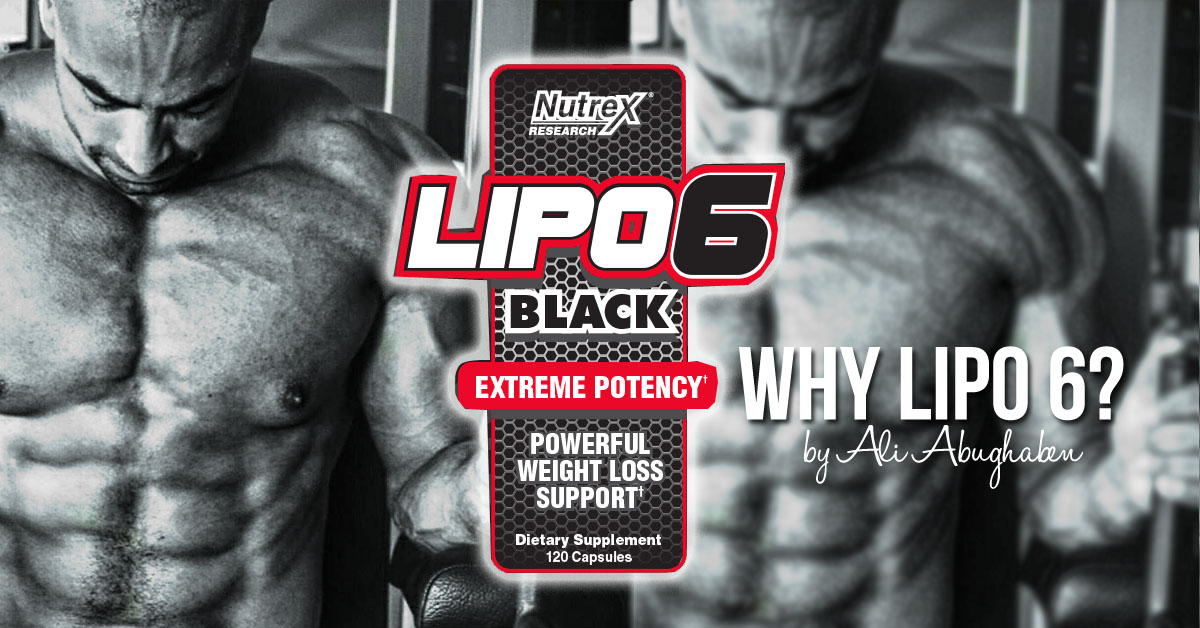 Nutrex®
RESEARCH
LIPO6
BLACK
EXTREME POTENCY†
POWERFUL
WEIGHT LOSS
SUPPORT†
Dietary Supplement
120 Capsules
WHY LIPO 6?
by Ali Abughaben